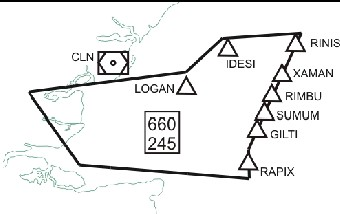 RINIS
CLN
IDESI
XAMAN
LOGAN
RIMBU
SUMUM
660
245
GILTI
RAPIX